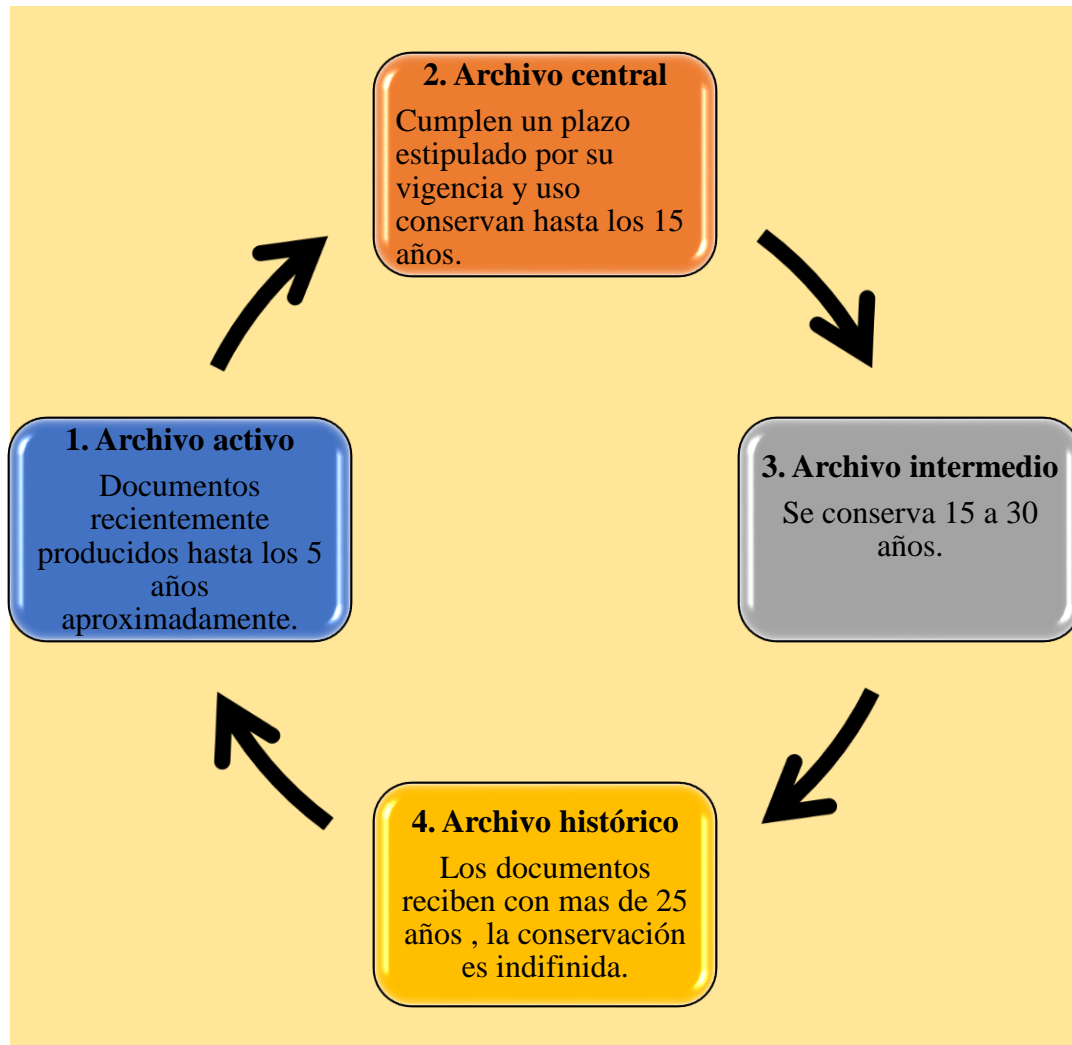 2. Archivo central
Cumplen un plazo
estipulado por su
vigencia y uso
conservan hasta los 15
años.
1. Archivo activo
Documentos
recientemente
producidos hasta los 5
años
aproximadamente.
3. Archivo intermedio
Se conserva 15 a 30
años.
4. Archivo histórico
Los documentos
reciben con mas de 25
años , la conservación
es indifinida.